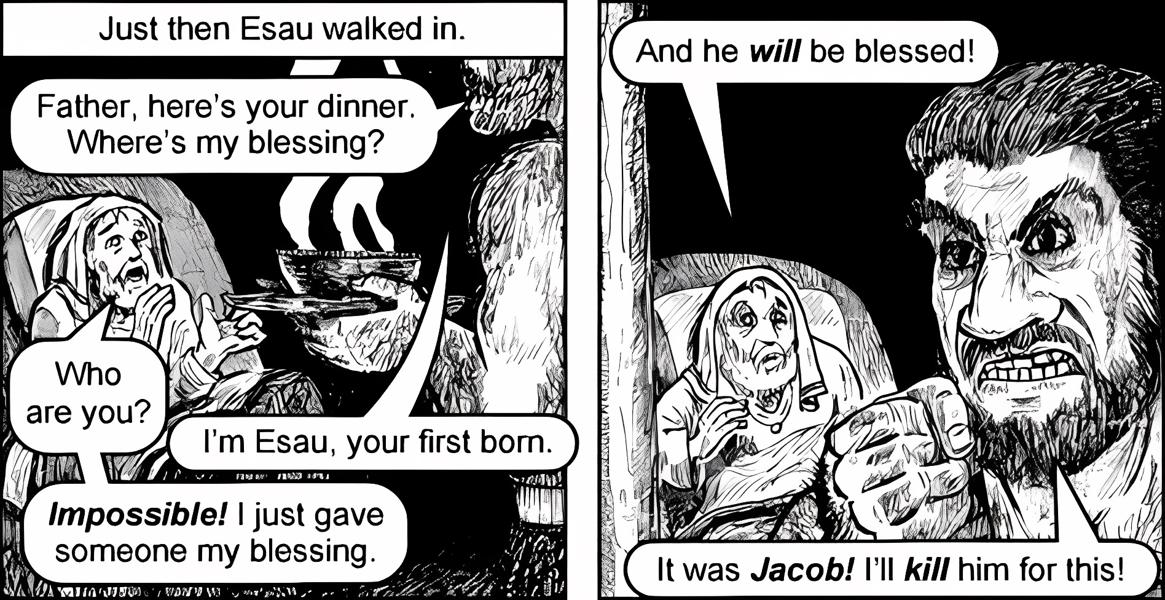 Just then Esau walked in.
Father, here's your dinner.
Where's my blessing?
Who
are you?
I'm Esau, your first born.
Impossible! I just gave
someone my blessing.
And he will be blessed!
It was Jacob! I'll kill him for this!